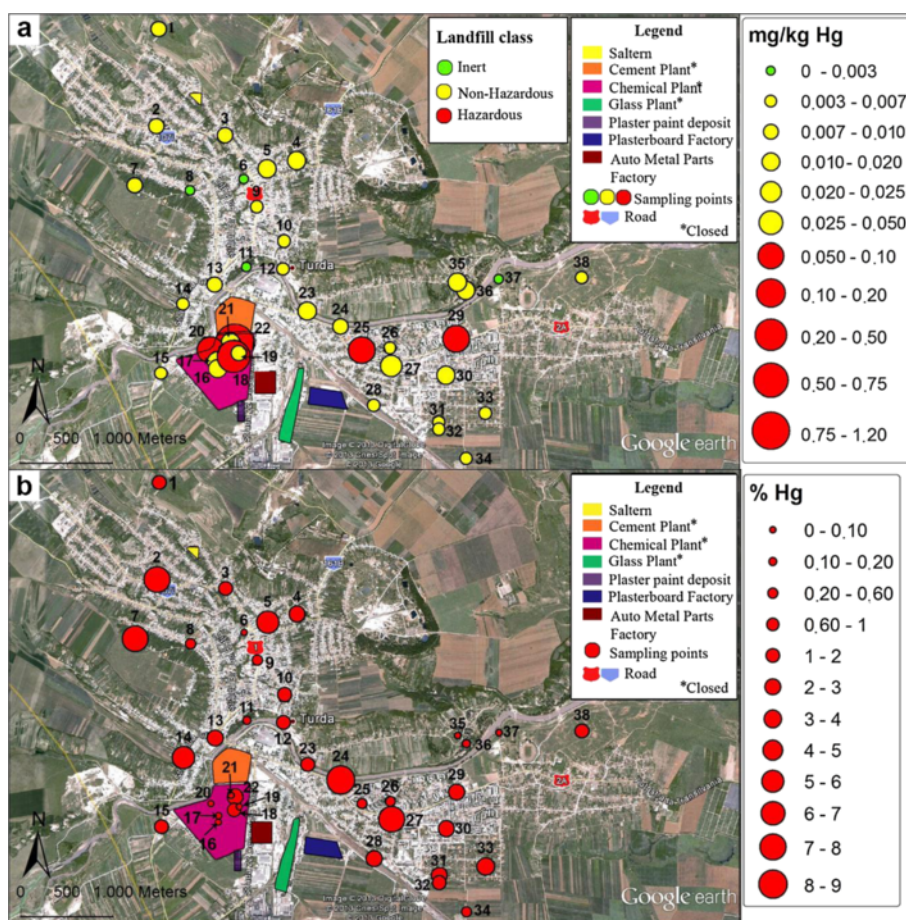 a
1
2
3
4
5
6
7
8
9
10
11
12
13
14
15
16
17
18
19
20
21
22
23
24
25
26
27
28
29
30
31
32
33
34
35
36
37
38
Turda
2A
N
0 500 1.000 Meters
Google earth
Landfill class
Inert
Non-Hazardous
Hazardous
Legend
Saltern
Cement Plant*
Chemical Plant*
Glass Plant*
Plaster paint deposit
Plasterboard Factory
Auto Metal Parts
Factory
Sampling points
Road
*Closed
mg/kg Hg
0 - 0.003
0.003 - 0.007
0.007 - 0.010
0.010 - 0.020
0.020 - 0.025
0.025 - 0.050
0.050 - 0.10
0.10 - 0.20
0.20 - 0.50
0.50 - 0.75
0.75 - 1.20
b
1
2
3
4
5
6
7
8
9
10
11
12
13
14
15
16
17
18
19
20
21
22
23
24
25
26
27
28
29
30
31
32
33
34
35
36
37
38
Turda
2A
N
0 500 1.000 Meters
Google earth
Legend
Saltern
Cement Plant*
Chemical Plant*
Glass Plant*
Plaster paint deposit
Plasterboard Factory
Auto Metal Parts
Factory
Sampling points
Road
*Closed
% Hg
0 - 0.10
0.10 - 0.20
0.20 - 0.60
0.60 - 1
1 - 2
2 - 3
3 - 4
4 - 5
5 - 6
6 - 7
7 - 8
8 - 9